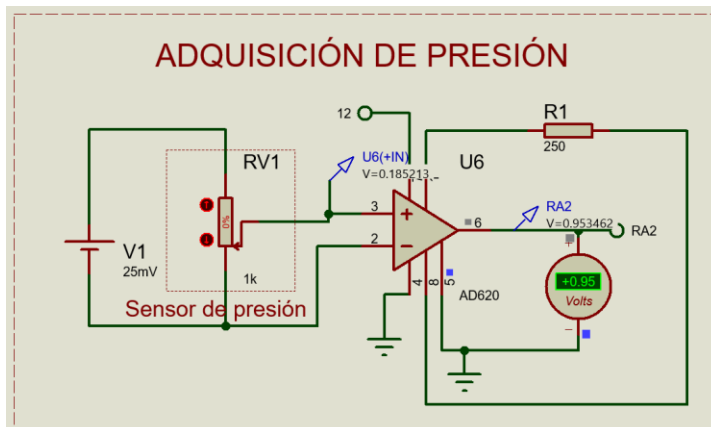 ADQUISICIÓN DE PRESIÓN
12
R1
250
RV1
U6(+IN)
V=0.185213
U6
3
2
6
RA2
V=0.953462
RA2
0%
V1
25mV
1k
Sensor de presión
4
8
5
AD620
+0.95
Volts